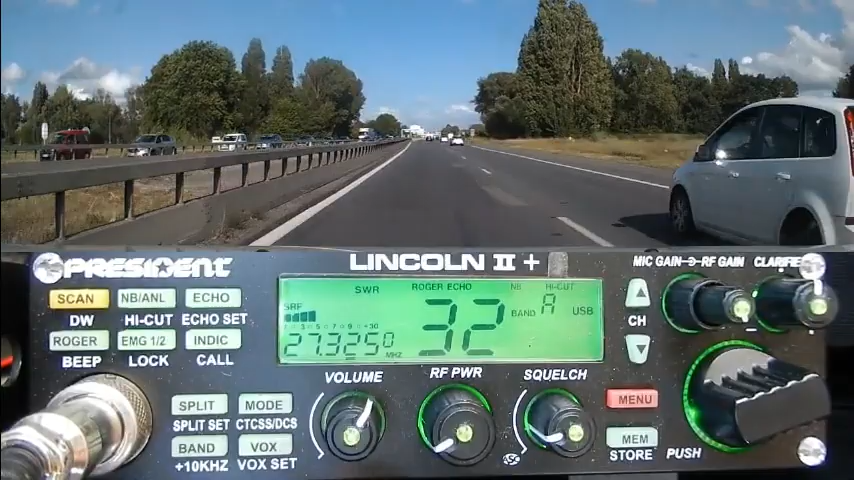 PRESIDENT
LINCOLN II +
MIC GAIN RF GAIN CLARIFIER
SCAN NB/ANL ECHO
DW HI-CUT ECHO SET
ROGER EMG 1/2 INDIC
BEEP LOCK CALL
SWR ROGER ECHO NB HI-CUT
SRF
32 BAND A USB
27.3250 MHZ
CH
VOLUME RF PWR SQUELCH
SPLIT MODE
SPLIT SET CTCSS/DCS
BAND VOX
+10KHZ VOX SET
ASC
MENU
MEM
STORE PUSH